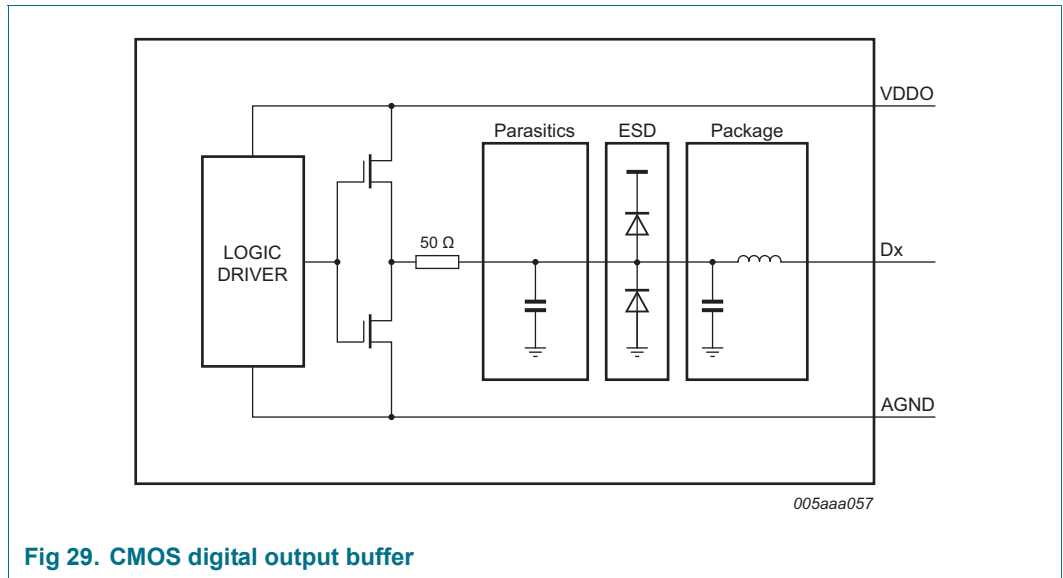 VDDO
Parasitics ESD Package
50 Ω
LOGIC
DRIVER
Dx
AGND
005aaa057
Fig 29. CMOS digital output buffer